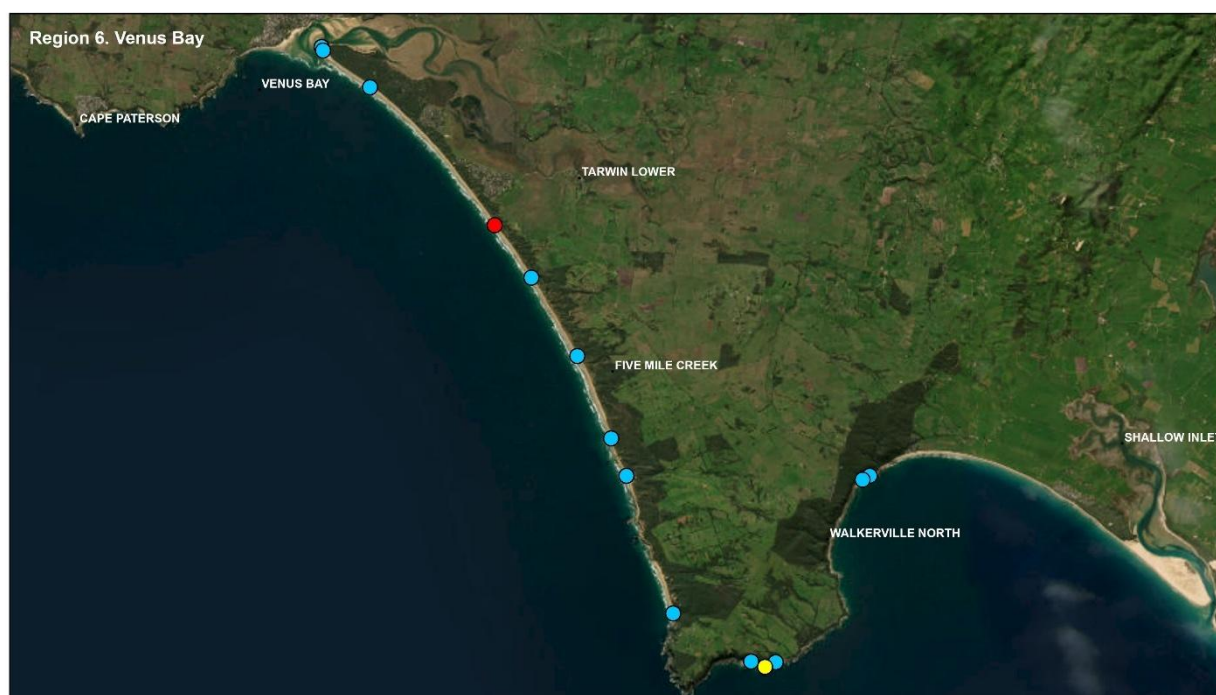 Region 6. Venus Bay
VENUS BAY
CAPE PATERSON
TARWIN LOWER
FIVE MILE CREEK
SHALLOW INLET
WALKERVILLE NORTH